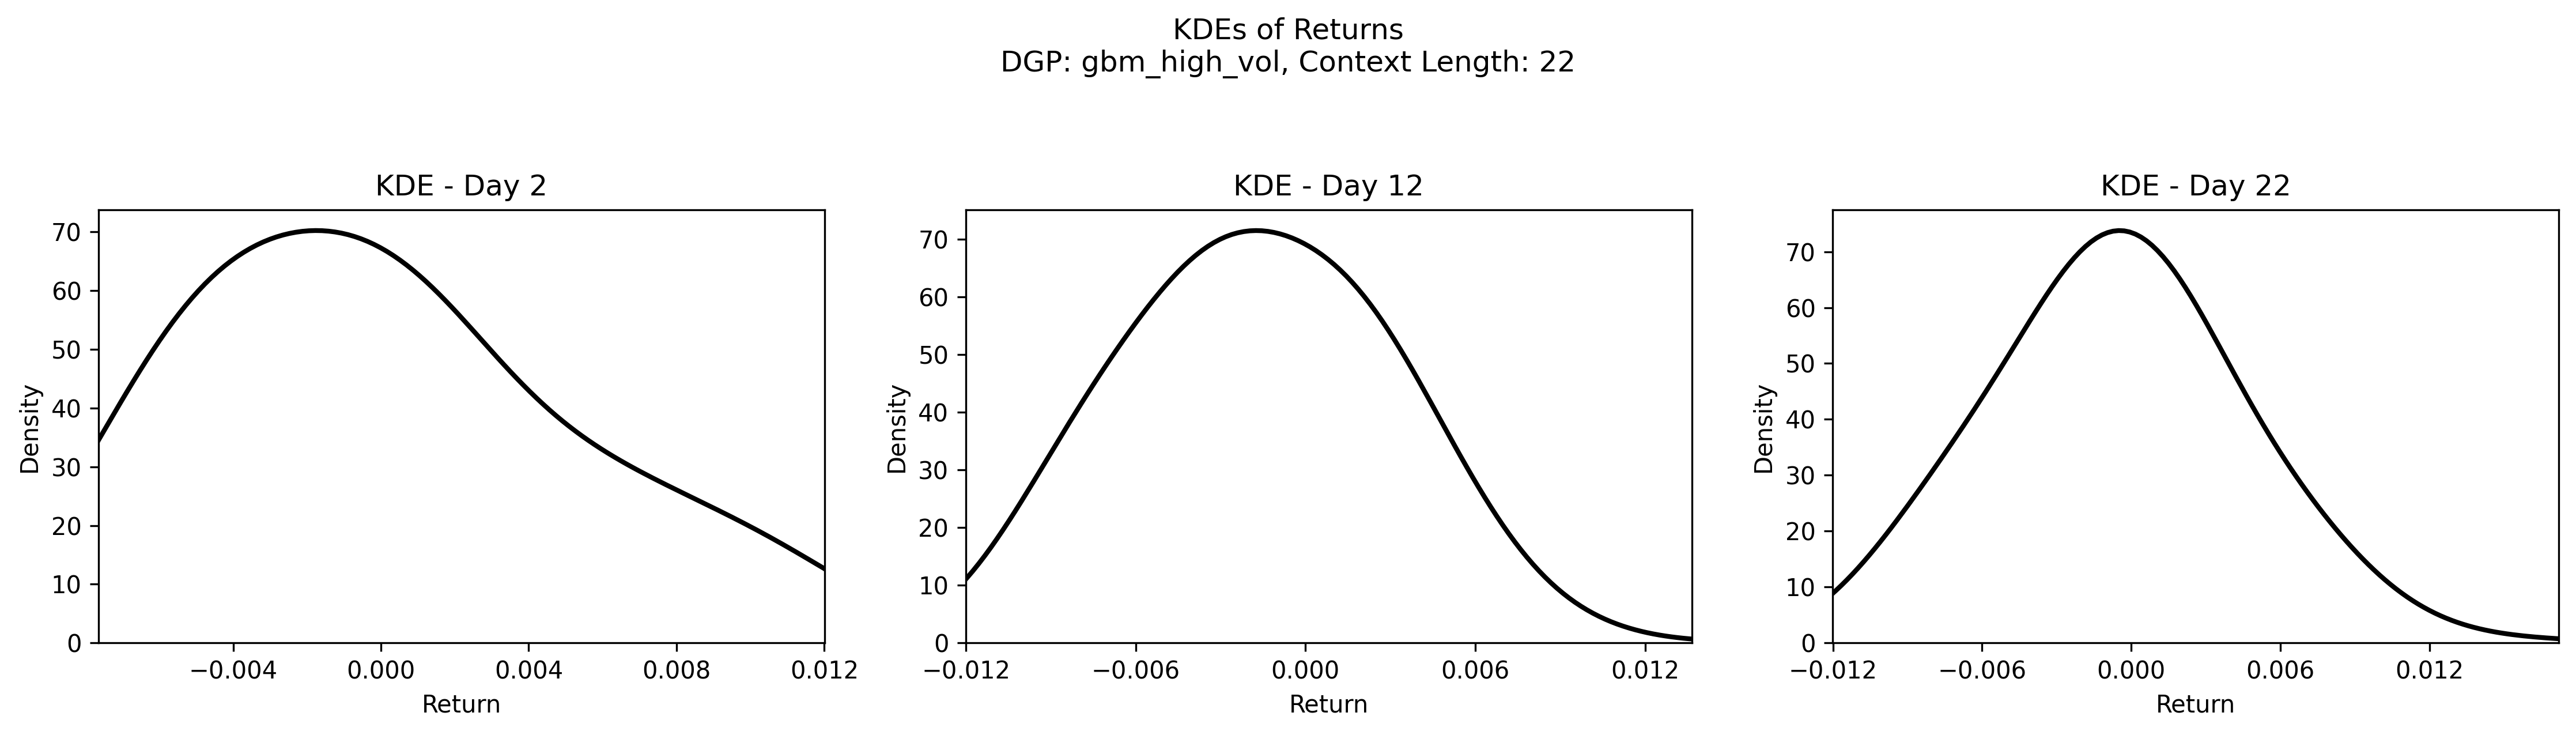 KDEs of Returns
DGP: gbm_high_vol, Context Length: 22
KDE - Day 2
70
60
50
40
30
20
10
0
Density
−0.004 0.000 0.004 0.008 0.012
Return
KDE - Day 12
70
60
50
40
30
20
10
0
Density
−0.012 −0.006 0.000 0.006 0.012
Return
KDE - Day 22
70
60
50
40
30
20
10
0
Density
−0.012 −0.006 0.000 0.006 0.012
Return